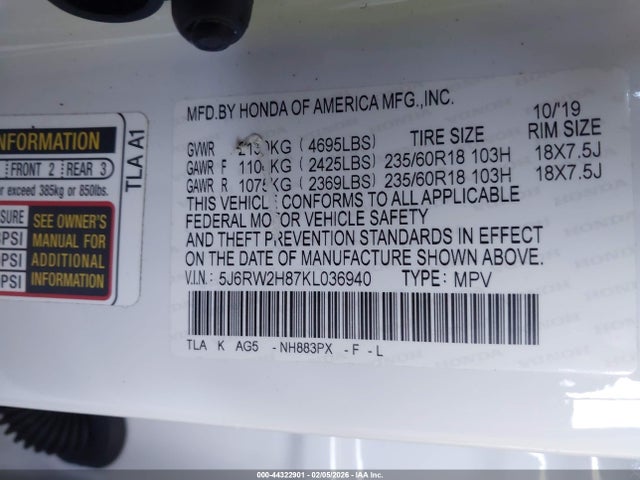 MFD.BY HONDA OF AMERICA MFG.,INC.
10/'19
GVWR KG (4695LBS) TIRE SIZE RIM SIZE
GAWR F KG (2425LBS) 235/60R18 103H 18X7.5J
GAWR R KG (2369LBS) 235/60R18 103H 18X7.5J
THIS VEHICLE CONFORMS TO ALL APPLICABLE
FEDERAL MOTOR VEHICLE SAFETY
AND THEFT PREVENTION STANDARDS IN EFFECT
ON THE DATE OF MANUFACTURE SHOWN ABOVE.
V.I.N.: 5J6RW2H87KL036940 TYPE: MPV
TLA K AG5 -NH883PX -F -L
INFORMATION
FRONT 2 REAR 3
exceed 385kg or 850lbs.
SEE OWNER'S
MANUAL FOR
ADDITIONAL
INFORMATION
PSI
PSI
PSI
TLA A1
000-44322901 - 02/05/2026 - IAA Inc.